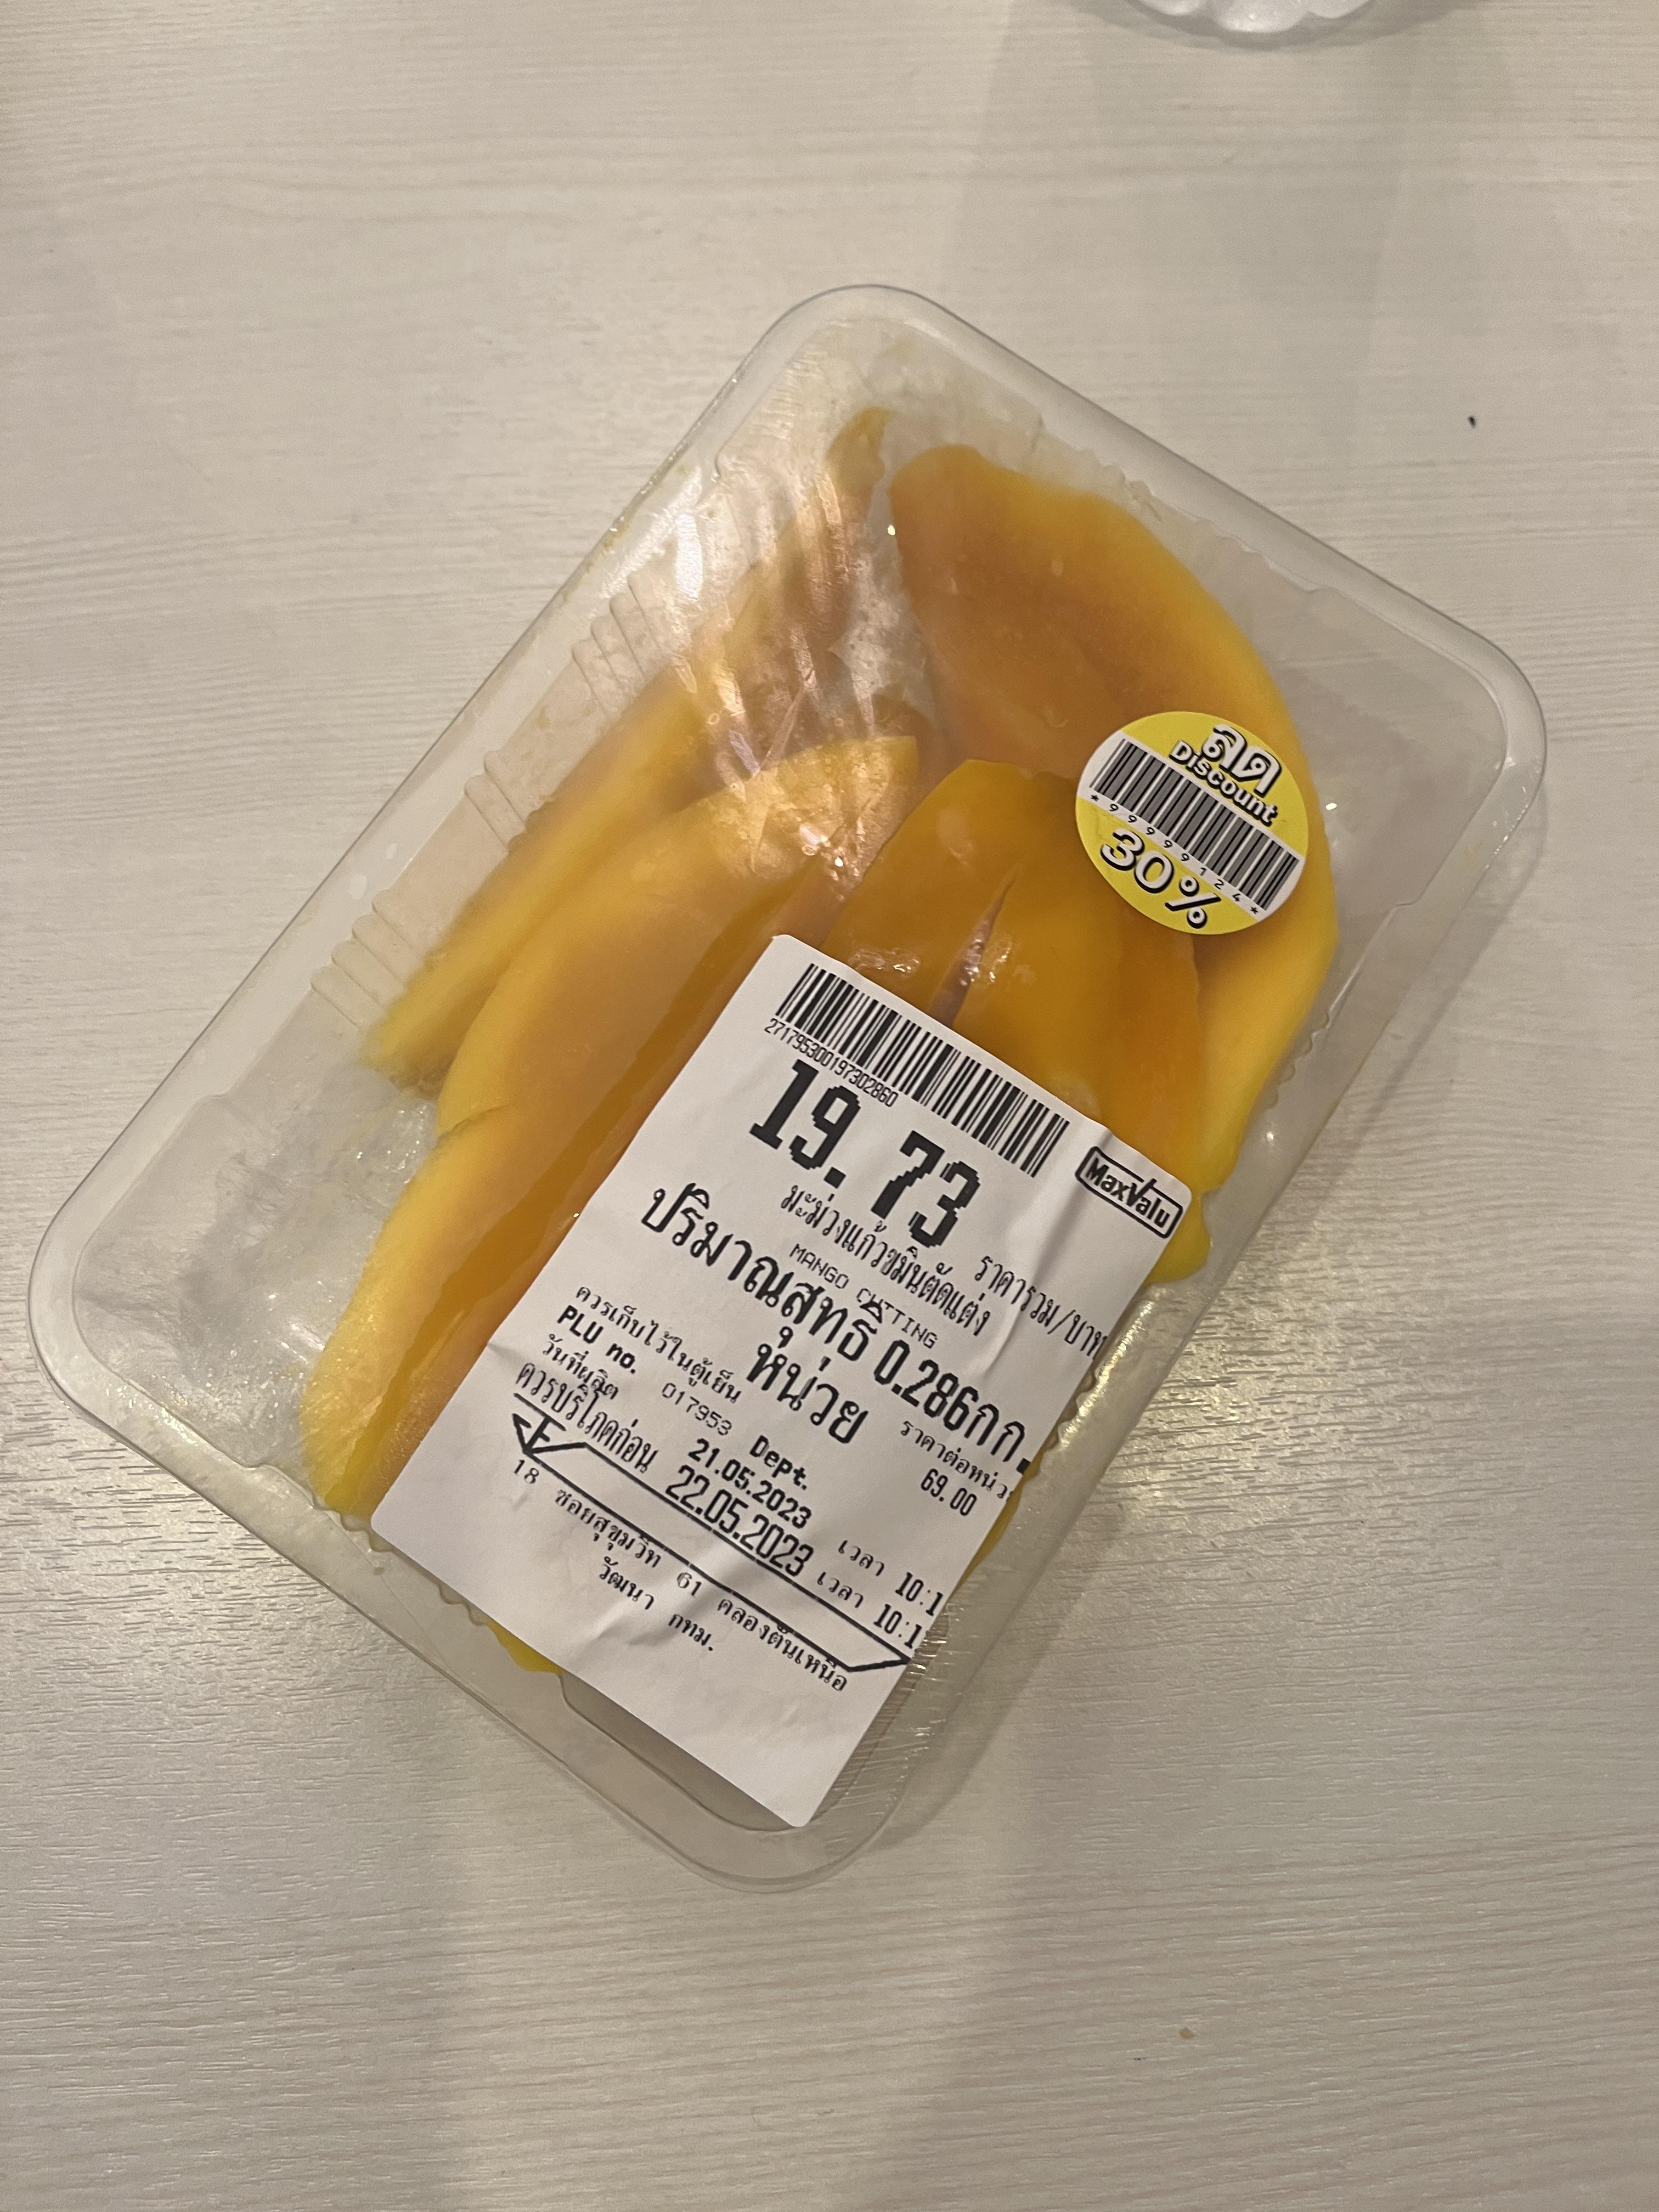 ลด
Discount
*99999124*
30%
271795300197302860
19.73
MaxValu
ราคารวม/บาท
มะม่วงแก้วขมิ้นตัดแต่ง
MANGO CUTTING
ปริมาณสุทธิ 0.286กก.
หน่วย
ราคาต่อหน่วย
69.00
ควรเก็บไว้ในตู้เย็น
PLU no. 017953 Dept.
วันที่ผลิต 21.05.2023 เวลา 10:1
ควรบริโภคก่อน 22.05.2023 เวลา 10:1
18 ซอยสุขุมวิท 61 คลองตันเหนือ
วัฒนา กทม.